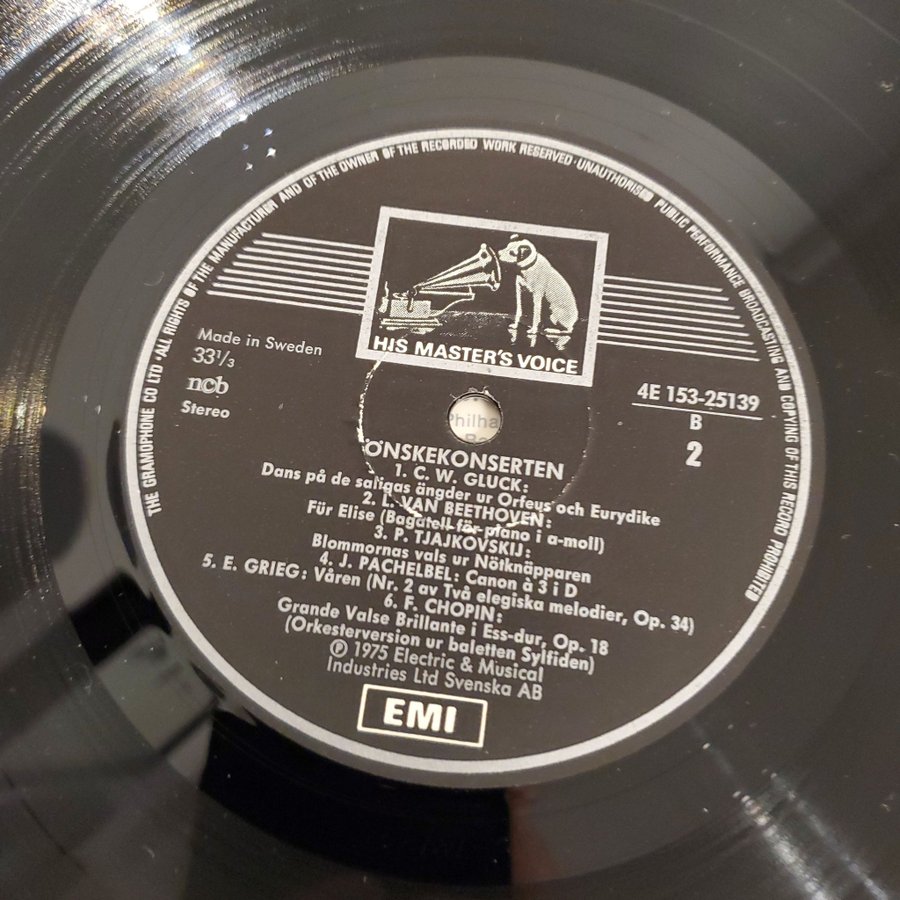 THE GRAMOPHONE CO LTD · ALL RIGHTS OF THE MANUFACTURER AND OF THE OWNER OF THE RECORDED WORK RESERVED · UNAUTHORISED PUBLIC PERFORMANCE BROADCASTING AND COPYING OF THIS RECORD PROHIBITED
HIS MASTER'S VOICE
Made in Sweden
33⅓
ncb
Stereo
4E 153-25139
B
2
Philha
ÖNSKEKONSERTEN
1. C. W. GLUCK:
Dans på de saligas ängder ur Orfeus och Eurydike
2. L. VAN BEETHOVEN:
Für Elise (Bagatell för piano i a-moll)
3. P. TJAJKOVSKIJ:
Blommornas vals ur Nötknäpparen
4. J. PACHELBEL: Canon à 3 i D
5. E. GRIEG: Våren (Nr. 2 av Två elegiska melodier, Op. 34)
6. F. CHOPIN:
Grande Valse Brillante i Ess-dur, Op. 18
(Orkesterversion ur baletten Sylfiden)
℗ 1975 Electric & Musical
Industries Ltd Svenska AB
EMI